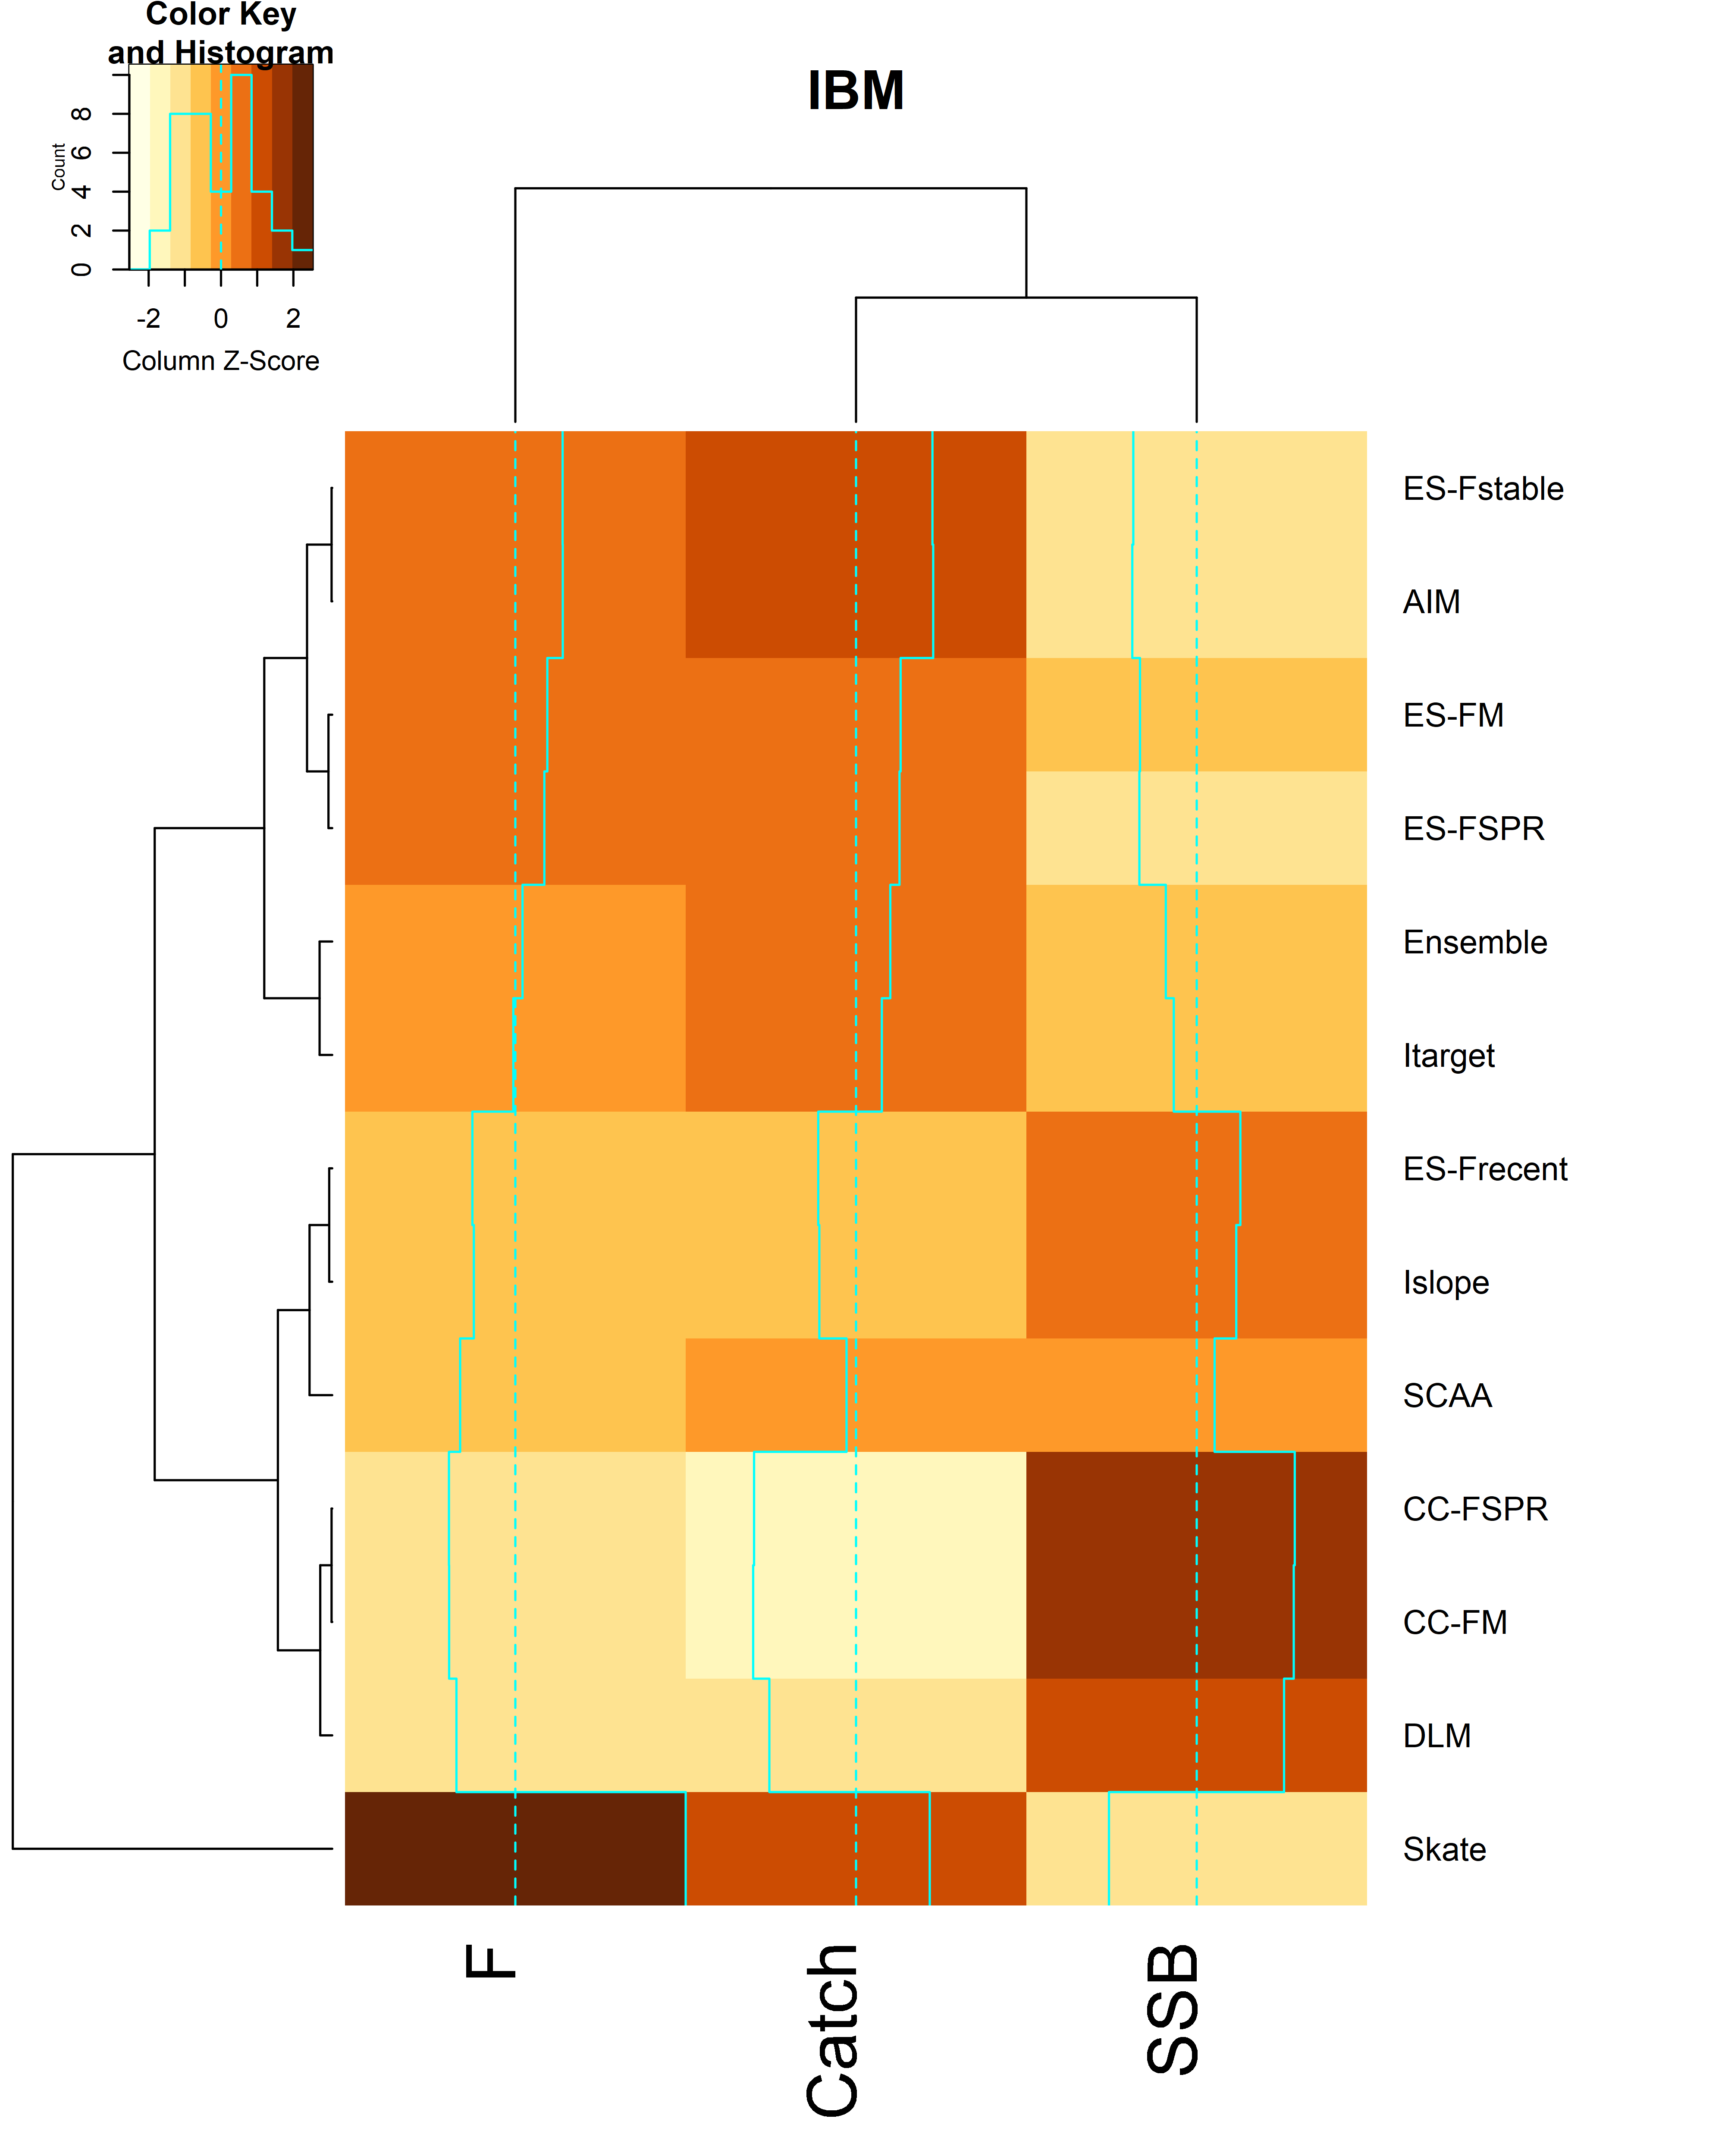 Color Key
and Histogram
IBM
Count
0 2 4 6 8
-2 0 2
Column Z-Score
ES-Fstable
AIM
ES-FM
ES-FSPR
Ensemble
Itarget
ES-Frecent
Islope
SCAA
CC-FSPR
CC-FM
DLM
Skate
F
Catch
SSB